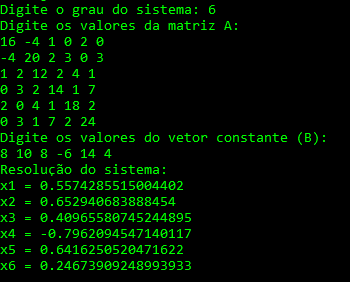 Digite o grau do sistema: 6
Digite os valores da matriz A:
16 -4 1 0 2 0
-4 20 2 3 0 3
1 2 12 2 4 1
0 3 2 14 1 7
2 0 4 1 18 2
0 3 1 7 2 24
Digite os valores do vetor constante (B):
8 10 8 -6 14 4
Resolução do sistema:
x1 = 0.5574285515004402
x2 = 0.652940683888454
x3 = 0.40965580745244895
x4 = -0.7962094547140117
x5 = 0.6416250520471622
x6 = 0.24673909248993933